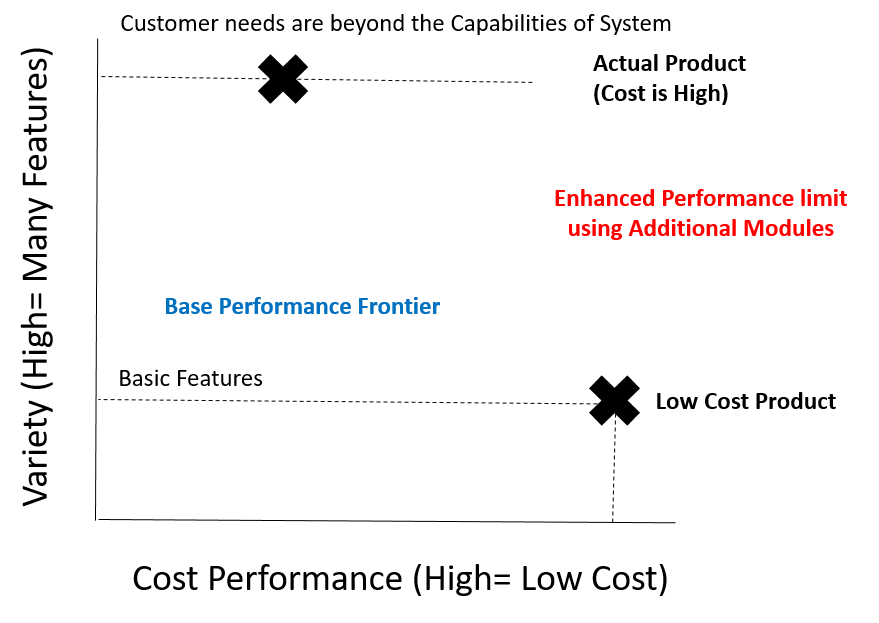 Customer needs are beyond the Capabilities of System
Actual Product
(Cost is High)
Enhanced Performance limit
using Additional Modules
Base Performance Frontier
Basic Features
Low Cost Product
Variety (High= Many Features)
Cost Performance (High= Low Cost)